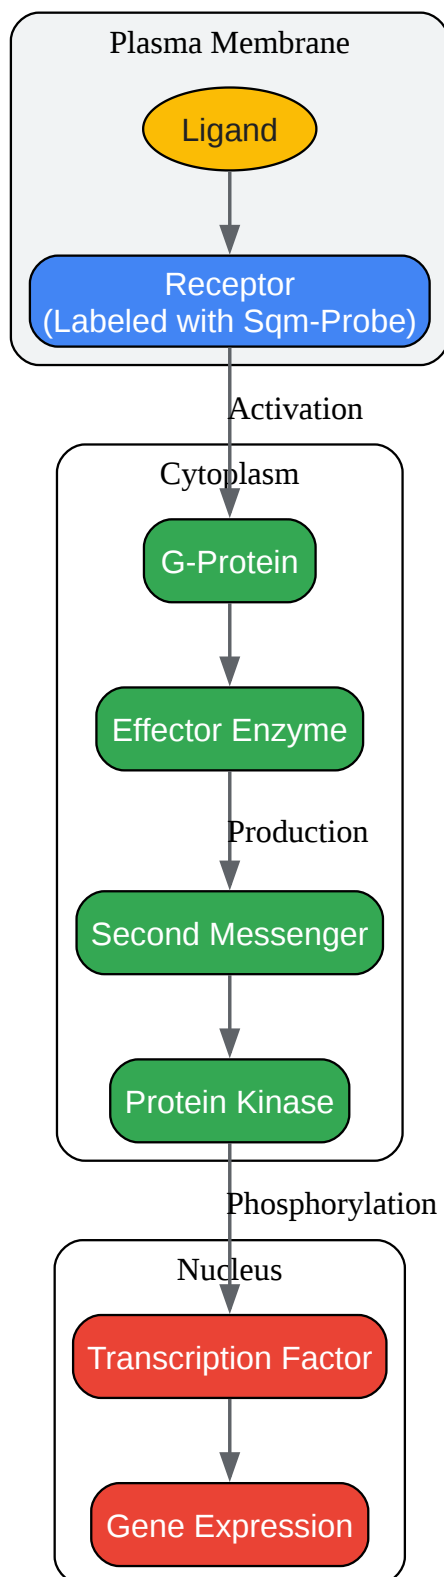 Plasma Membrane
Ligand
Receptor
(Labeled with Sqm-Probe)
Activation
Cytoplasm
G-Protein
Effector Enzyme
Production
Second Messenger
Protein Kinase
Phosphorylation
Nucleus
Transcription Factor
Gene Expression